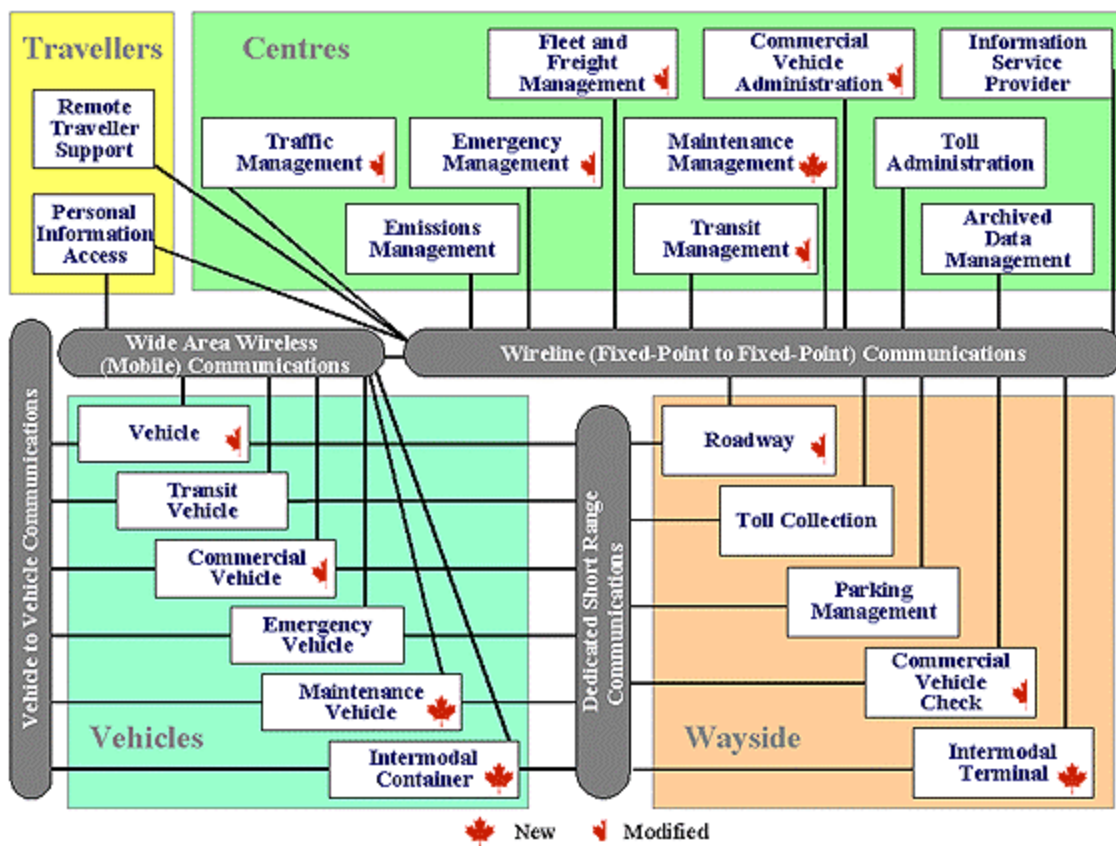 Travellers
Remote
Traveller
Support
Personal
Information
Access
Centres
Fleet and
Freight
Management
Commercial
Vehicle
Administration
Information
Service
Provider
Traffic
Management
Emergency
Management
Maintenance
Management
Toll
Administration
Emissions
Management
Transit
Management
Archived
Data
Management
Wide Area Wireless
(Mobile) Communications
Wireline (Fixed-Point to Fixed-Point) Communications
Vehicle to Vehicle Communications
Vehicle
Transit
Vehicle
Commercial
Vehicle
Emergency
Vehicle
Maintenance
Vehicle
Intermodal
Container
Vehicles
Dedicated Short Range
Communications
Roadway
Toll Collection
Parking
Management
Commercial
Vehicle
Check
Intermodal
Terminal
Wayside
New
Modified